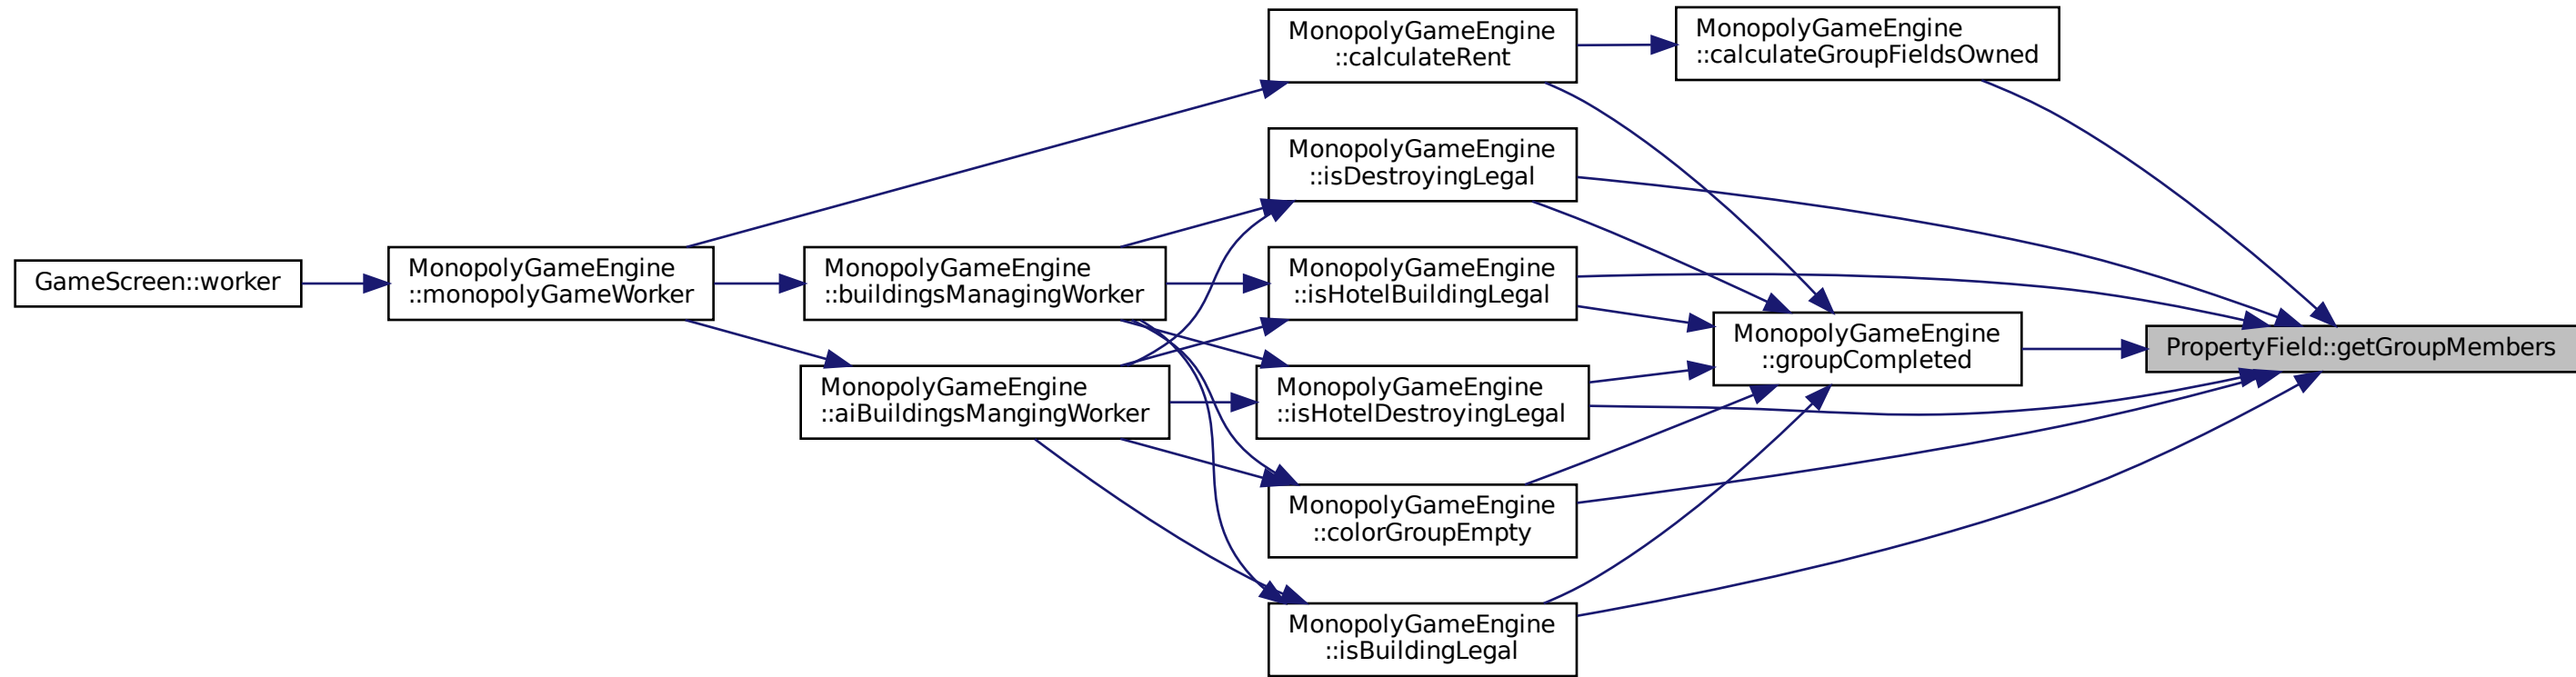 MonopolyGameEngine
::calculateRent
MonopolyGameEngine
::calculateGroupFieldsOwned
MonopolyGameEngine
::isDestroyingLegal
GameScreen::worker
MonopolyGameEngine
::monopolyGameWorker
MonopolyGameEngine
::buildingsManagingWorker
MonopolyGameEngine
::isHotelBuildingLegal
MonopolyGameEngine
::groupCompleted
PropertyField::getGroupMembers
MonopolyGameEngine
::aiBuildingsMangingWorker
MonopolyGameEngine
::isHotelDestroyingLegal
MonopolyGameEngine
::colorGroupEmpty
MonopolyGameEngine
::isBuildingLegal